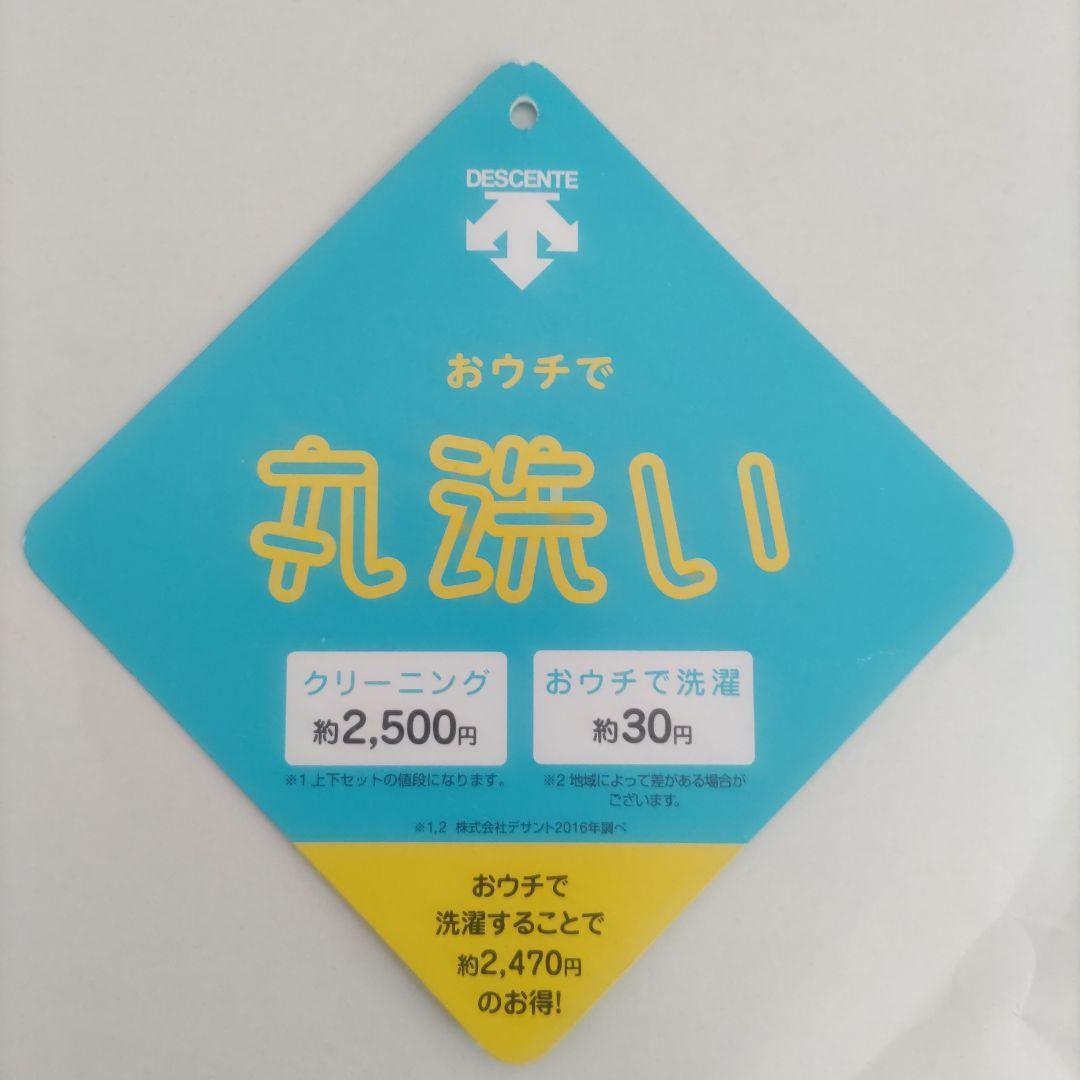 DESCENTE
おウチで
丸洗い
クリーニング
約2,500円
※1 上下セットの値段になります。
おウチで洗濯
約30円
※2 地域によって差がある場合が
ございます。
※1,2 株式会社デサント2016年調べ
おウチで
洗濯することで
約2,470円
のお得!